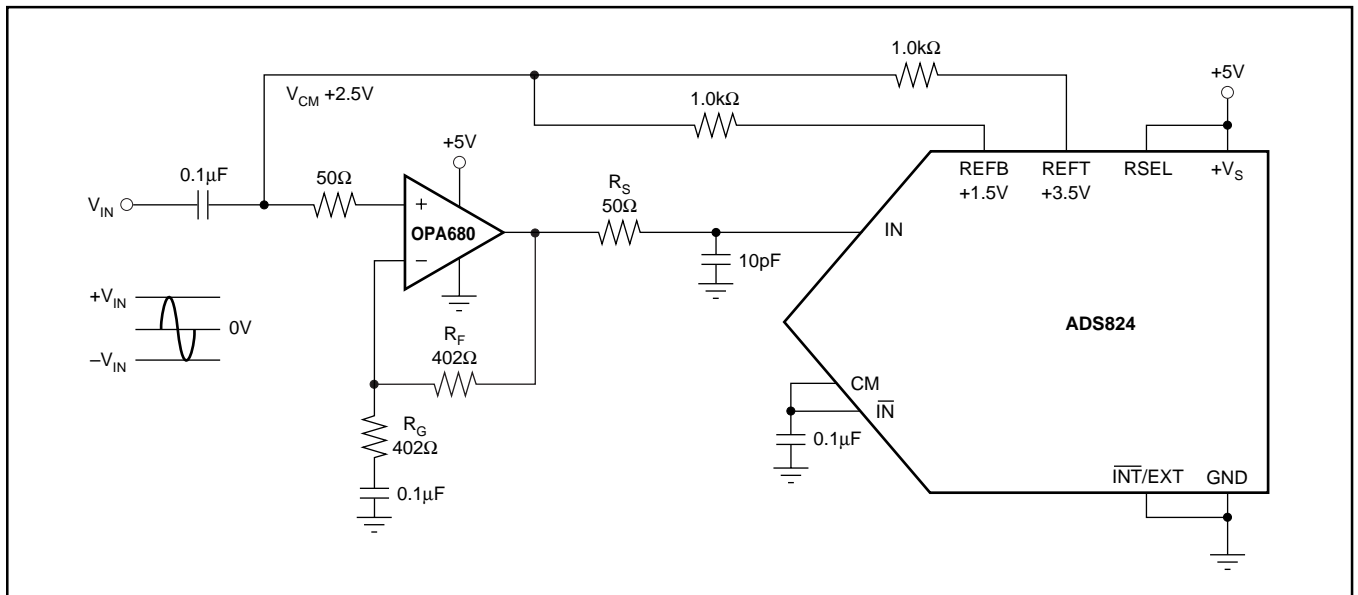 1.0kΩ
+5V
V_CM +2.5V
1.0kΩ
+5V
REFB
+1.5V
REFT
+3.5V
RSEL
+V_S
0.1µF
50Ω
R_S
50Ω
V_IN
+
OPA680
–
IN
10pF
+V_IN
0V
–V_IN
ADS824
R_F
402Ω
CM
I̅N̅
R_G
402Ω
0.1µF
0.1µF
I̅N̅T̅/EXT
GND